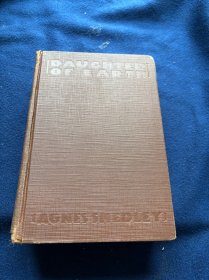 DAUGHTER
OF EARTH
AGNES SMEDLEY